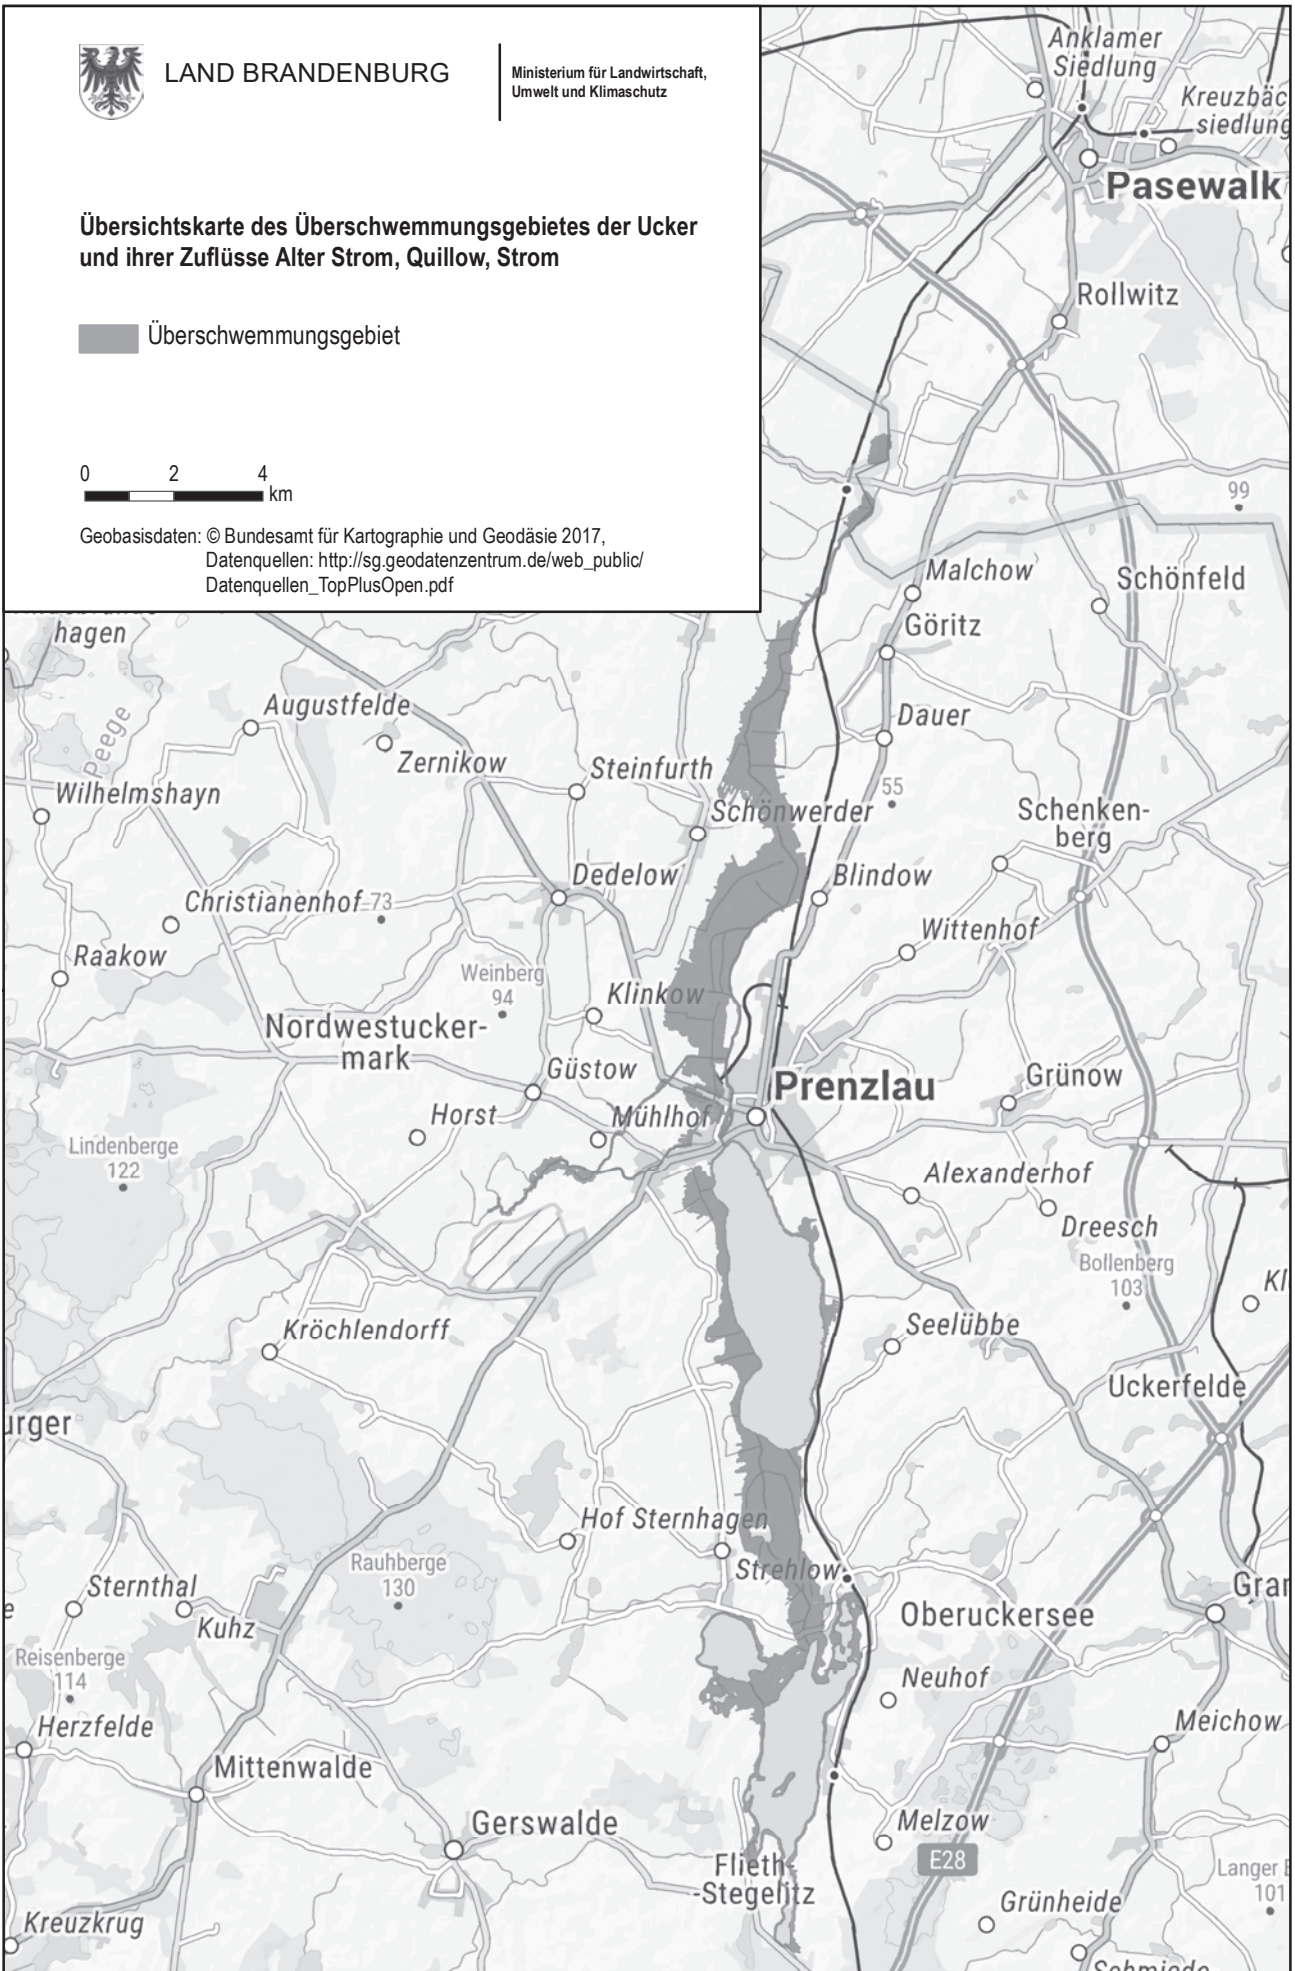 LAND BRANDENBURG
Ministerium für Landwirtschaft,
Umwelt und Klimaschutz
Übersichtskarte des Überschwemmungsgebietes der Ucker
und ihrer Zuflüsse Alter Strom, Quillow, Strom
Überschwemmungsgebiet
0 2 4
km
Geobasisdaten: © Bundesamt für Kartographie und Geodäsie 2017,
Datenquellen: http://sg.geodatenzentrum.de/web_public/
Datenquellen_TopPlusOpen.pdf
Anklamer
Siedlung
Kreuzbäc
siedlung
Pasewalk
Rollwitz
99
Malchow
Schönfeld
hagen
Göritz
Augustfelde
Peege
Dauer
Zernikow
Steinfurth
55
Wilhelmshayn
Schönwerder
Schenken-
berg
Dedelow
Blindow
Christianenhof 73
Wittenhof
Raakow
Weinberg
94
Klinkow
Nordwestucker-
mark
Güstow
Prenzlau
Grünow
Horst
Mühlhof
Lindenberge
122
Alexanderhof
Dreesch
Bollenberg
103
Kl
Kröchlendorff
Seelübbe
Uckerfelde
urger
Hof Sternhagen
Rauhberge
130
Strehlow
Sternthal
Gran
e
Kuhz
Oberuckersee
Reisenberge
114
Neuhof
Herzfelde
Meichow
Mittenwalde
Gerswalde
Melzow
E28
Flieth-
-Stegelitz
Langer B
101
Grünheide
Kreuzkrug
Schmiede